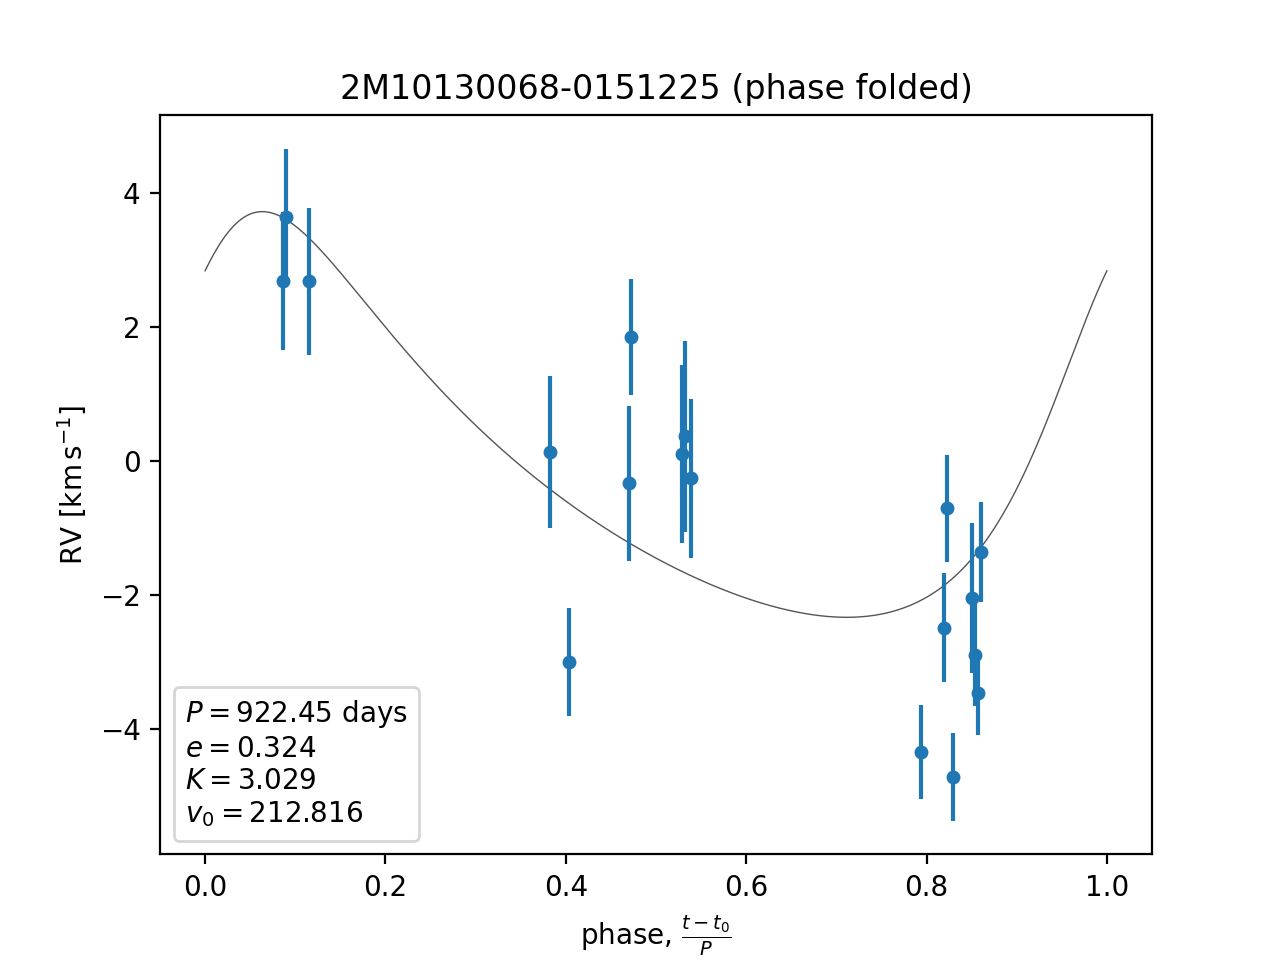 2M10130068-0151225 (phase folded)
RV [km s⁻¹]
4
2
0
−2
−4
P = 922.45 days
e = 0.324
K = 3.029
v₀ = 212.816
0.0 0.2 0.4 0.6 0.8 1.0
phase, (t − t₀)/P